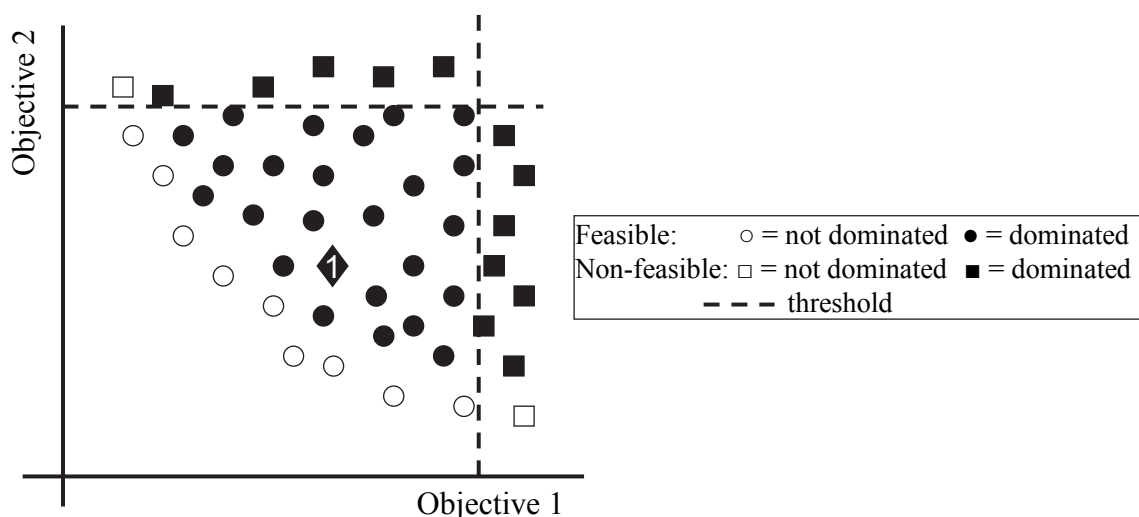 Objective 2
1
Feasible: ○ = not dominated ● = dominated
Non-feasible: □ = not dominated ■ = dominated
threshold
Objective 1